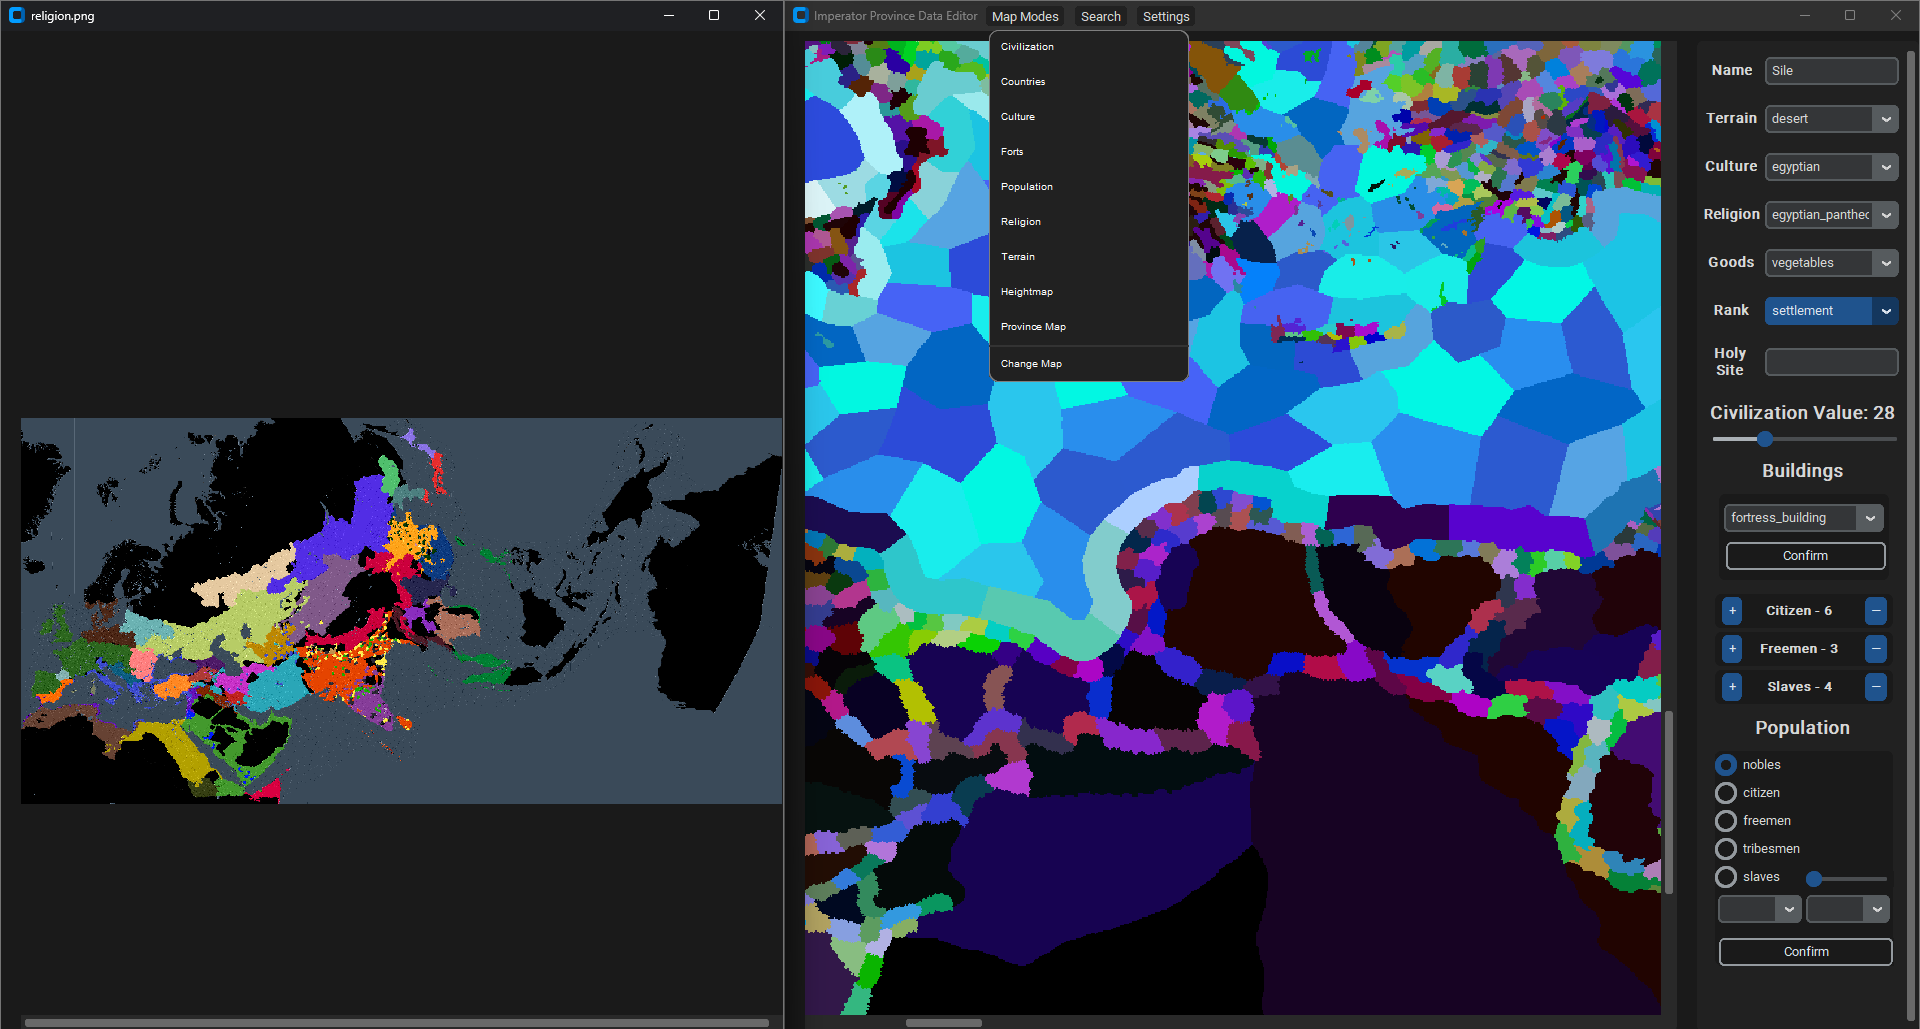 religion.png
Imperator Province Data Editor
Map Modes
Search
Settings
Civilization
Countries
Culture
Forts
Population
Religion
Terrain
Heightmap
Province Map
Change Map
Name
Sile
Terrain
desert
Culture
egyptian
Religion
egyptian_panthec
Goods
vegetables
Rank
settlement
Holy
Site
Civilization Value: 28
Buildings
fortress_building
Confirm
+ Citizen - 6 −
+ Freemen - 3 −
+ Slaves - 4 −
Population
nobles
citizen
freemen
tribesmen
slaves
Confirm